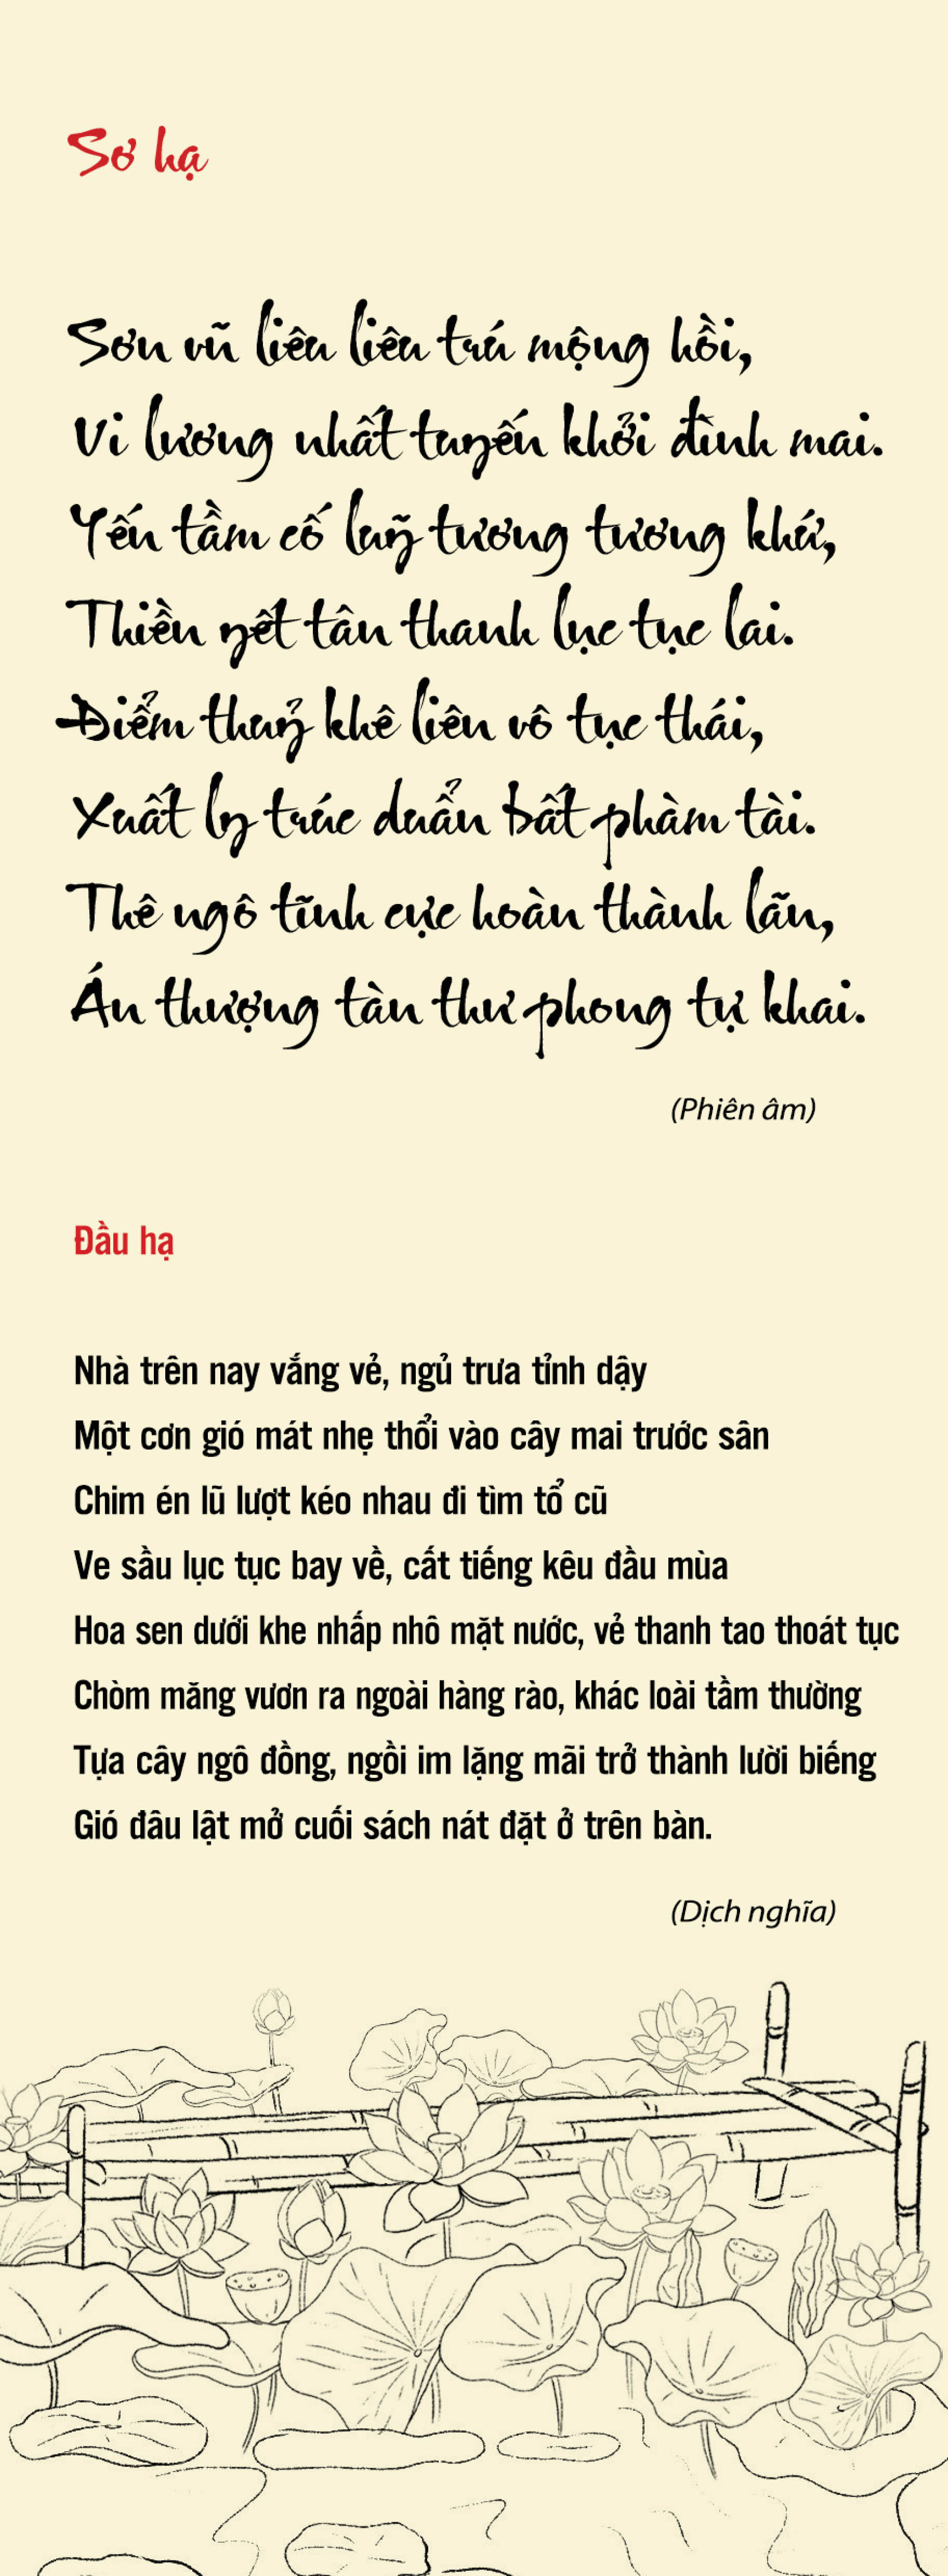 Sơ hạ
Sơn vũ liêu liêu trú mộng hồi,
Vi lương nhất tuyến khởi đình mai.
Yến tầm cố luỹ tương tương khứ,
Thiền yết tân thanh lục tục lai.
Điểm thuỷ khê liên vô tục thái,
Xuất ly trúc duẩn bất phàm tài.
Thê ngô tĩnh cực hoàn thành lãn,
Án thượng tàn thư phong tự khai.
(Phiên âm)
Đầu hạ
Nhà trên nay vắng vẻ, ngủ trưa tỉnh dậy
Một cơn gió mát nhẹ thổi vào cây mai trước sân
Chim én lũ lượt kéo nhau đi tìm tổ cũ
Ve sầu lục tục bay về, cất tiếng kêu đầu mùa
Hoa sen dưới khe nhấp nhô mặt nước, vẻ thanh tao thoát tục
Chòm măng vươn ra ngoài hàng rào, khác loài tầm thường
Tựa cây ngô đồng, ngồi im lặng mãi trở thành lười biếng
Gió đâu lật mở cuối sách nát đặt ở trên bàn.
(Dịch nghĩa)